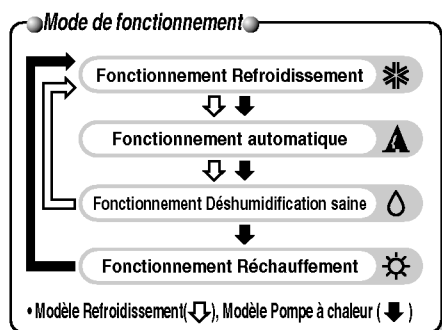 Mode de fonctionnement
Fonctionnement Refroidissement
Fonctionnement automatique
Fonctionnement Déshumidification saine
Fonctionnement Réchauffement
• Modèle Refroidissement(⇩), Modèle Pompe à chaleur (⬇)